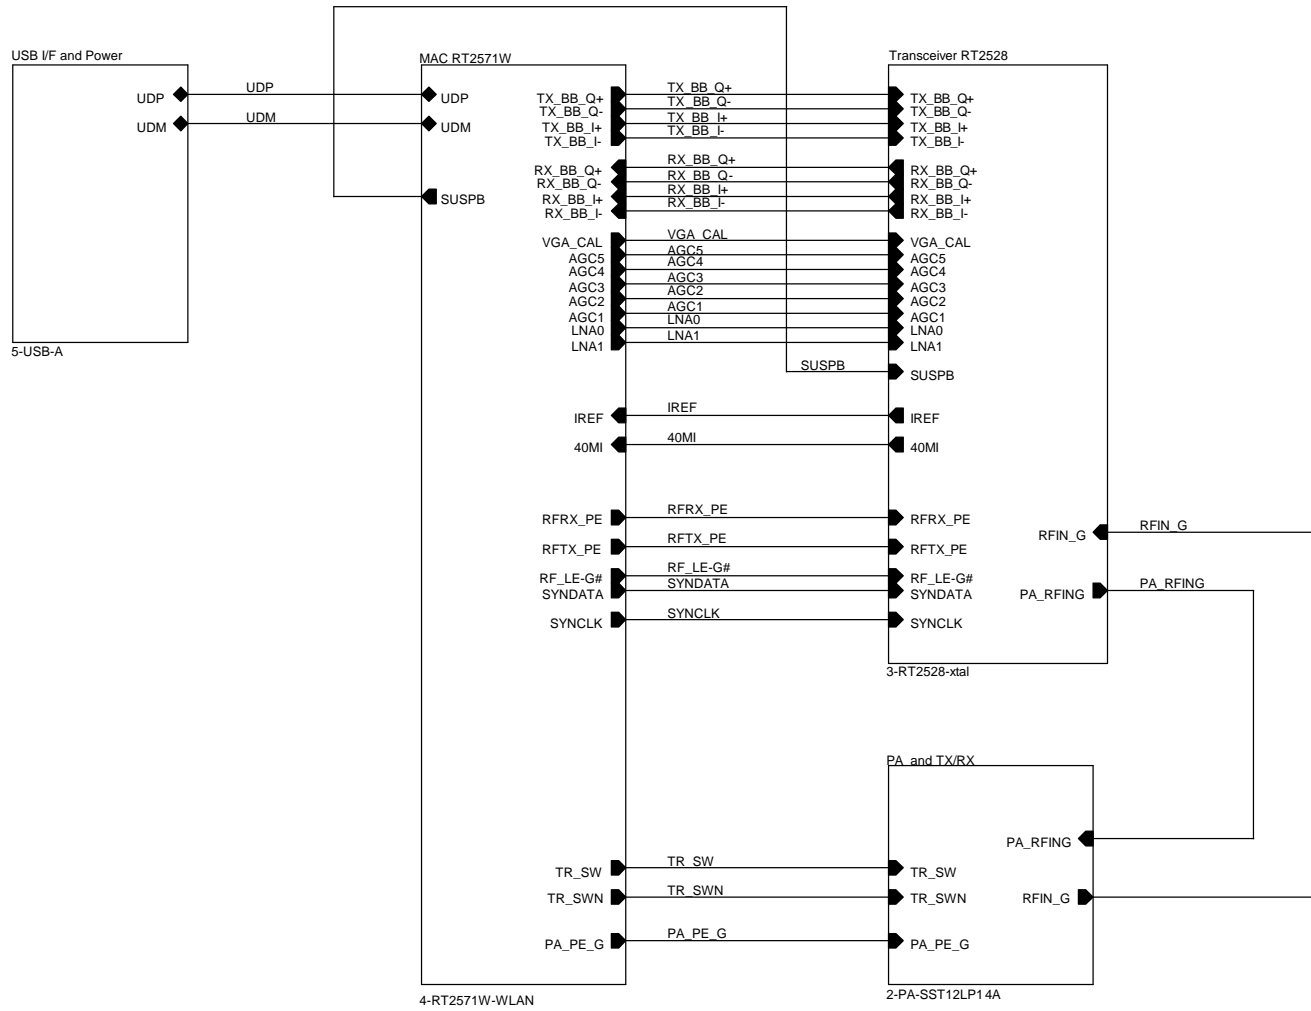 USB I/F and Power
UDP
UDM
5-USB-A
UDP
UDM
MAC RT2571W
UDP
UDM
SUSPB
TX_BB_Q+
TX_BB_Q-
TX_BB_I+
TX_BB_I-
RX_BB_Q+
RX_BB_Q-
RX_BB_I+
RX_BB_I-
VGA_CAL
AGC5
AGC4
AGC3
AGC2
AGC1
LNA0
LNA1
IREF
40MI
RFRX_PE
RFTX_PE
RF_LE-G#
SYNDATA
SYNCLK
TR_SW
TR_SWN
PA_PE_G
4-RT2571W-WLAN
TX_BB_Q+
TX_BB_Q-
TX_BB_I+
TX_BB_I-
RX_BB_Q+
RX_BB_Q-
RX_BB_I+
RX_BB_I-
VGA_CAL
AGC5
AGC4
AGC3
AGC2
AGC1
LNA0
LNA1
SUSPB
IREF
40MI
RFRX_PE
RFTX_PE
RF_LE-G#
SYNDATA
SYNCLK
TR_SW
TR_SWN
PA_PE_G
Transceiver RT2528
TX_BB_Q+
TX_BB_Q-
TX_BB_I+
TX_BB_I-
RX_BB_Q+
RX_BB_Q-
RX_BB_I+
RX_BB_I-
VGA_CAL
AGC5
AGC4
AGC3
AGC2
AGC1
LNA0
LNA1
SUSPB
IREF
40MI
RFRX_PE
RFTX_PE
RF_LE-G#
SYNDATA
SYNCLK
RFIN_G
PA_RFING
3-RT2528-xtal
RFIN_G
PA_RFING
PA and TX/RX
PA_RFING
TR_SW
TR_SWN
RFIN_G
PA_PE_G
2-PA-SST12LP14A